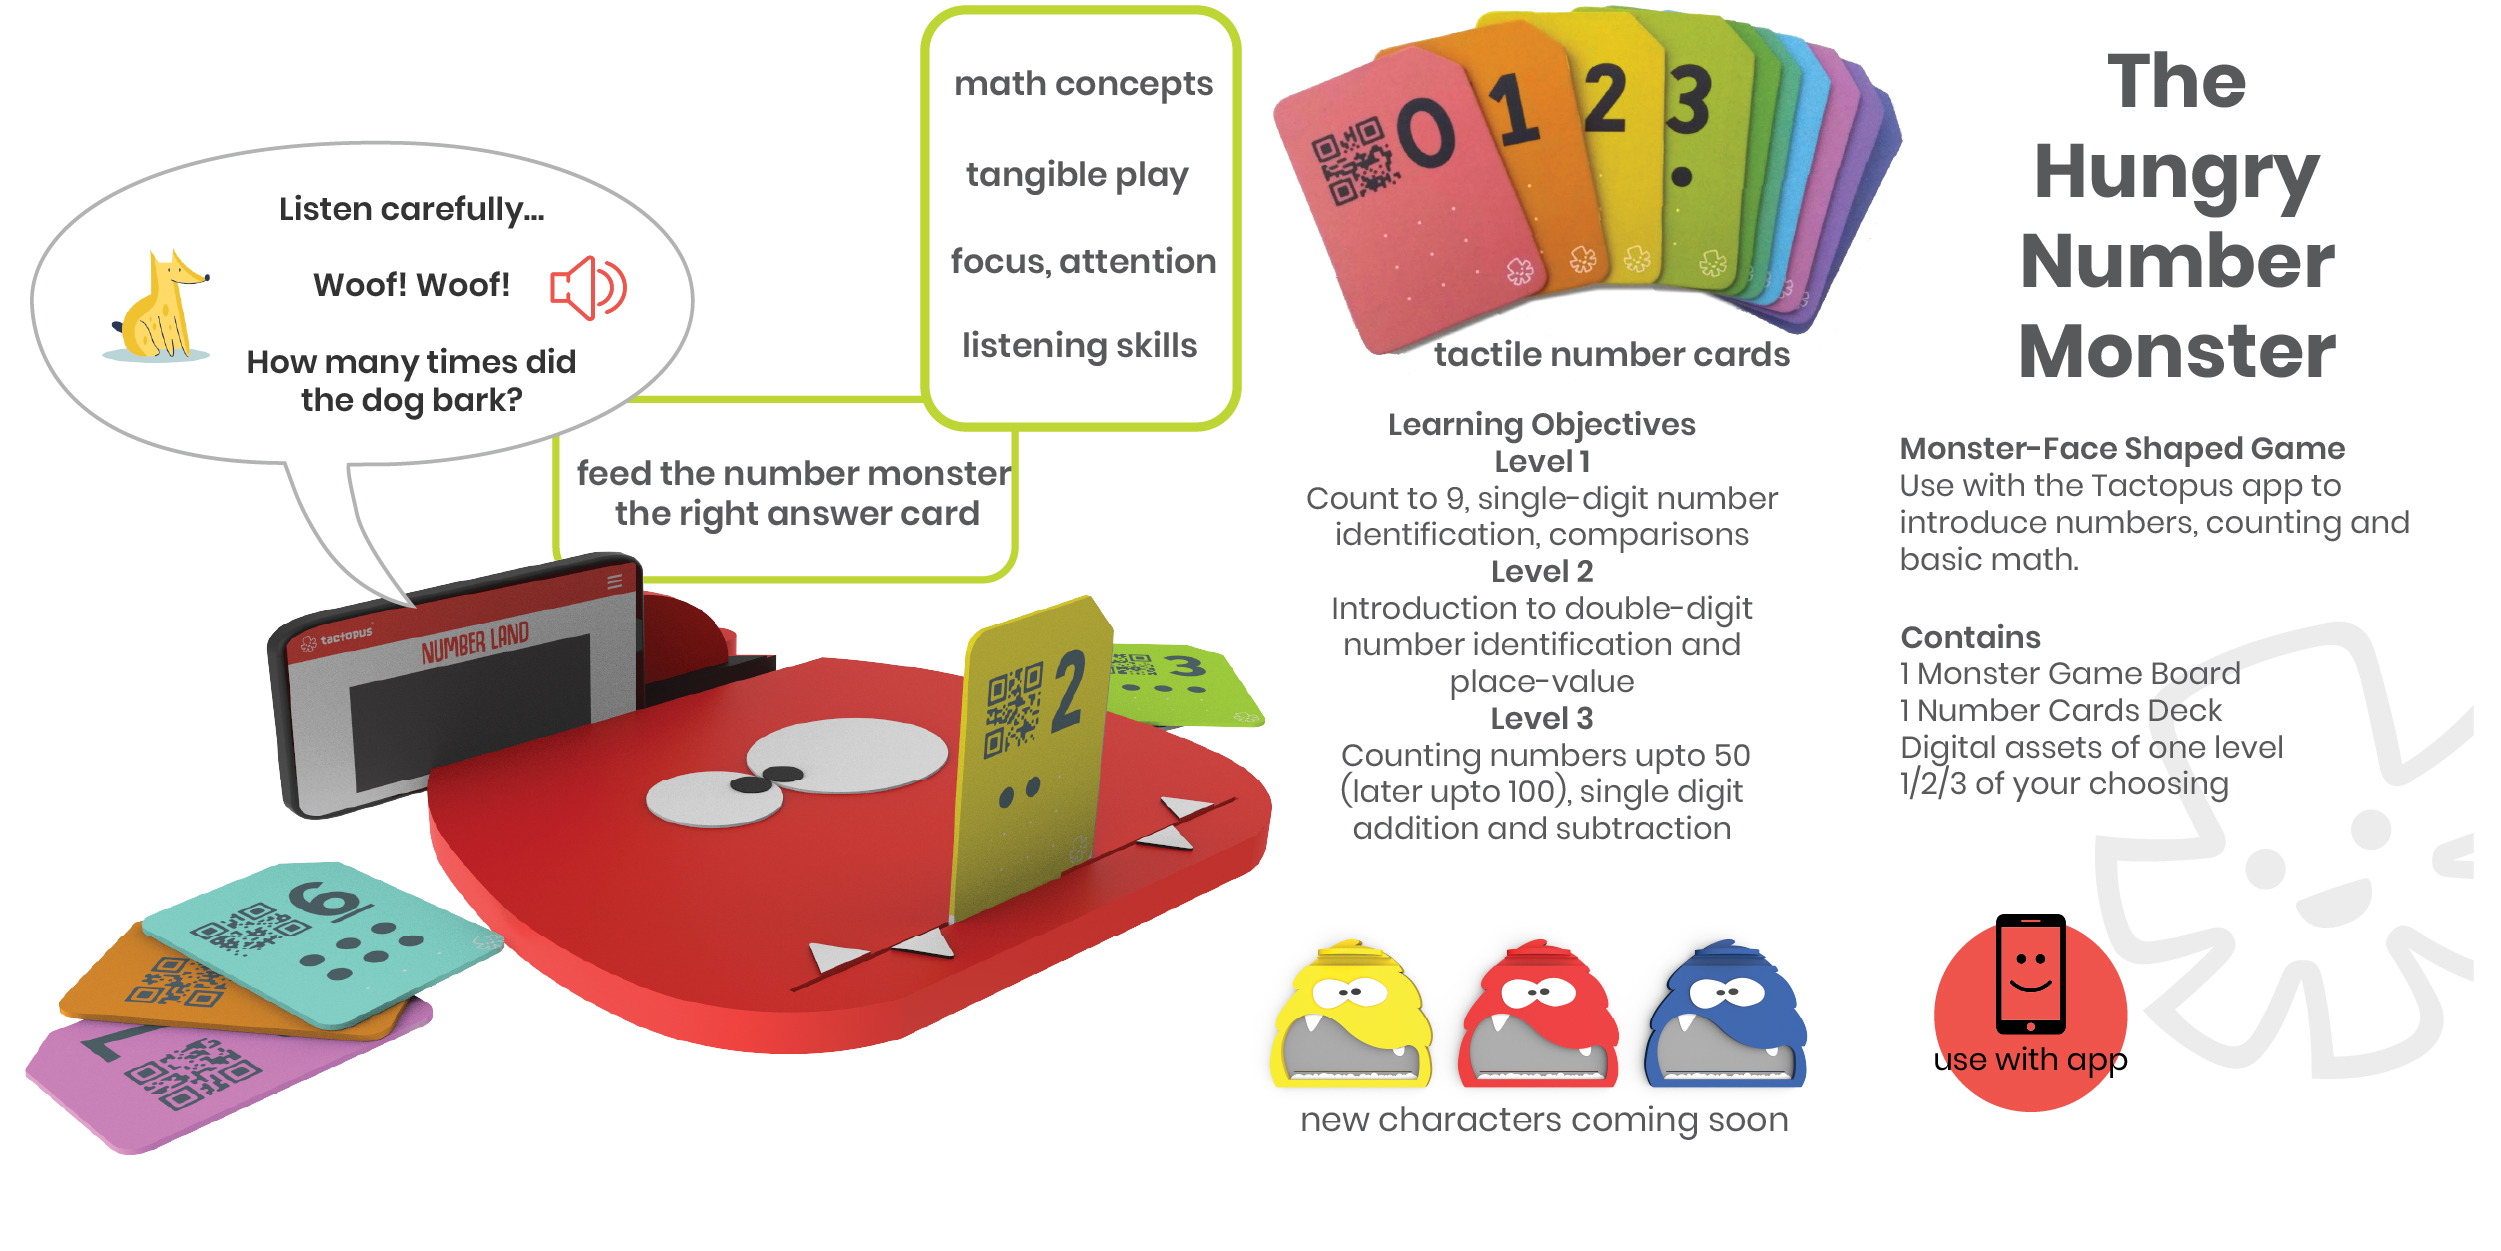 math concepts
tangible play
focus, attention
listening skills
Listen carefully...
Woof! Woof!
How many times did
the dog bark?
feed the number monster
the right answer card
tactopus
NUMBER LAND
2
3
6
7
0
1
2
3
tactile number cards
Learning Objectives
Level 1
Count to 9, single-digit number
identification, comparisons
Level 2
Introduction to double-digit
number identification and
place-value
Level 3
Counting numbers upto 50
(later upto 100), single digit
addition and subtraction
new characters coming soon
The
Hungry
Number
Monster
Monster-Face Shaped Game
Use with the Tactopus app to
introduce numbers, counting and
basic math.
Contains
1 Monster Game Board
1 Number Cards Deck
Digital assets of one level
1/2/3 of your choosing
use with app